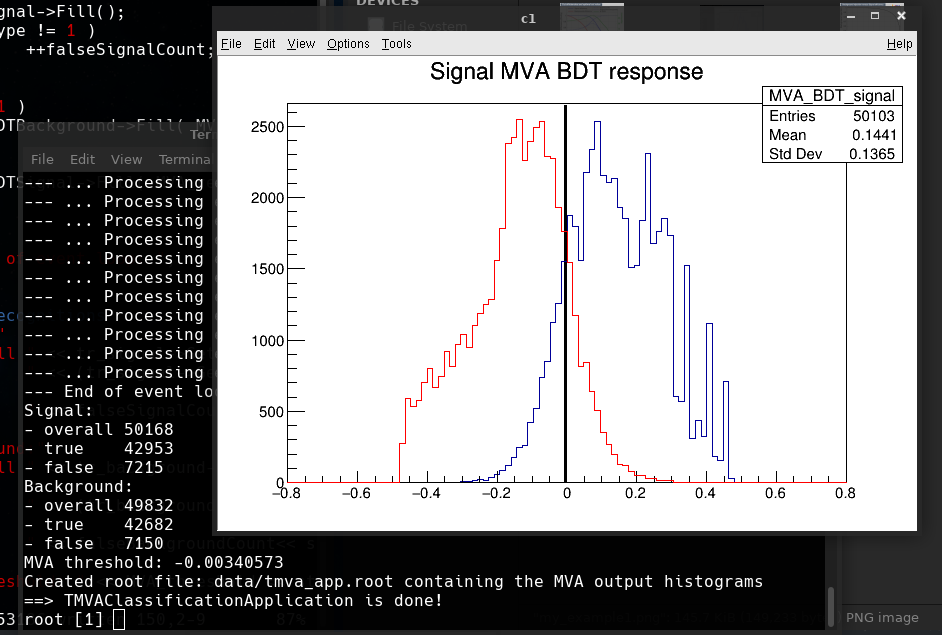 gnal->Fill();
ype != 1 )
++falseSignalCount;
1 )
DEVICES
File System
c1
File Edit View Options Tools Help
Signal MVA BDT response
MVA_BDT_signal
Entries 50103
Mean 0.1441
Std Dev 0.1365
2500
2000
1500
1000
500
0
−0.8 −0.6 −0.4 −0.2 0 0.2 0.4 0.6 0.8
File Edit View Termina
--- ... Processing
--- ... Processing
--- ... Processing
--- ... Processing
--- ... Processing
--- ... Processing
--- ... Processing
--- ... Processing
--- ... Processing
--- ... Processing
--- ... Processing
--- End of event lo
Signal:
- overall 50168
- true 42953
- false 7215
Background:
- overall 49832
- true 42682
- false 7150
MVA threshold: -0.00340573
Created root file: data/tmva_app.root containing the MVA output histograms
==> TMVAClassificationApplication is done!
root [1]
PNG image